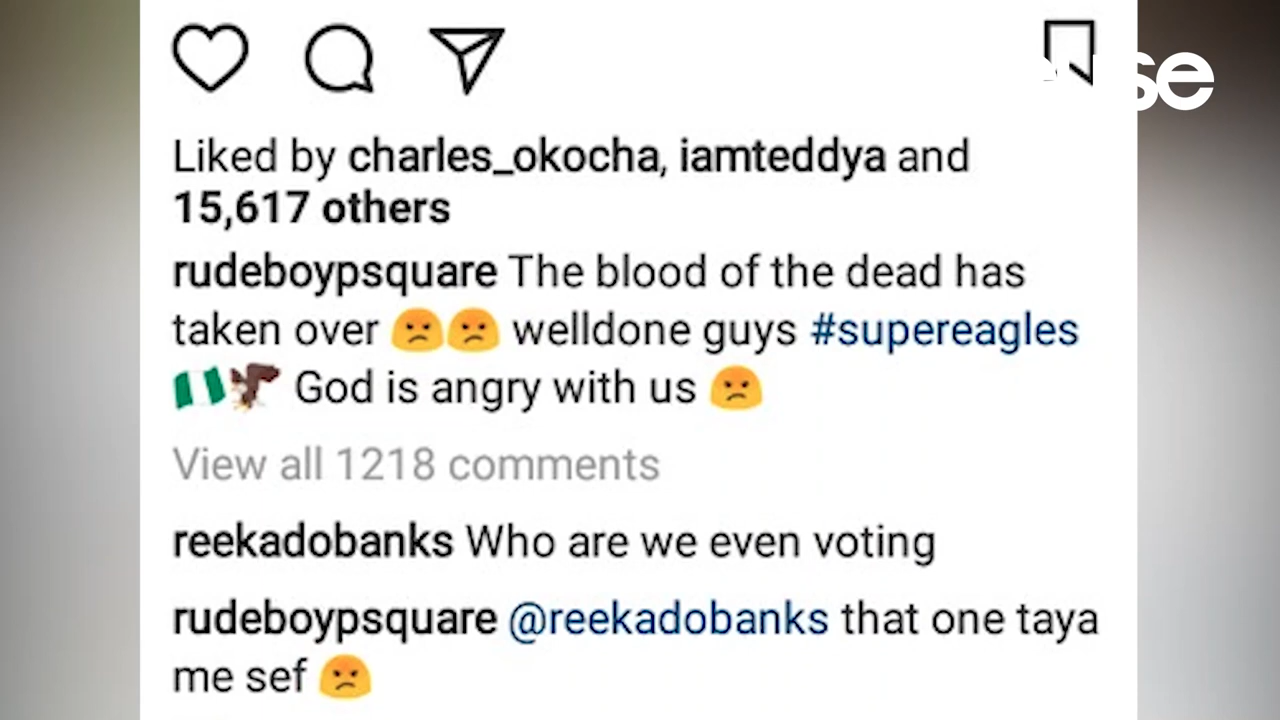 Liked by charles_okocha, iamteddya and
15,617 others
rudeboypsquare The blood of the dead has
taken over 😡😡 welldone guys #supereagles
🇳🇬🦅 God is angry with us 😡
View all 1218 comments
reekadobanks Who are we even voting
rudeboypsquare @reekadobanks that one taya
me sef 😡